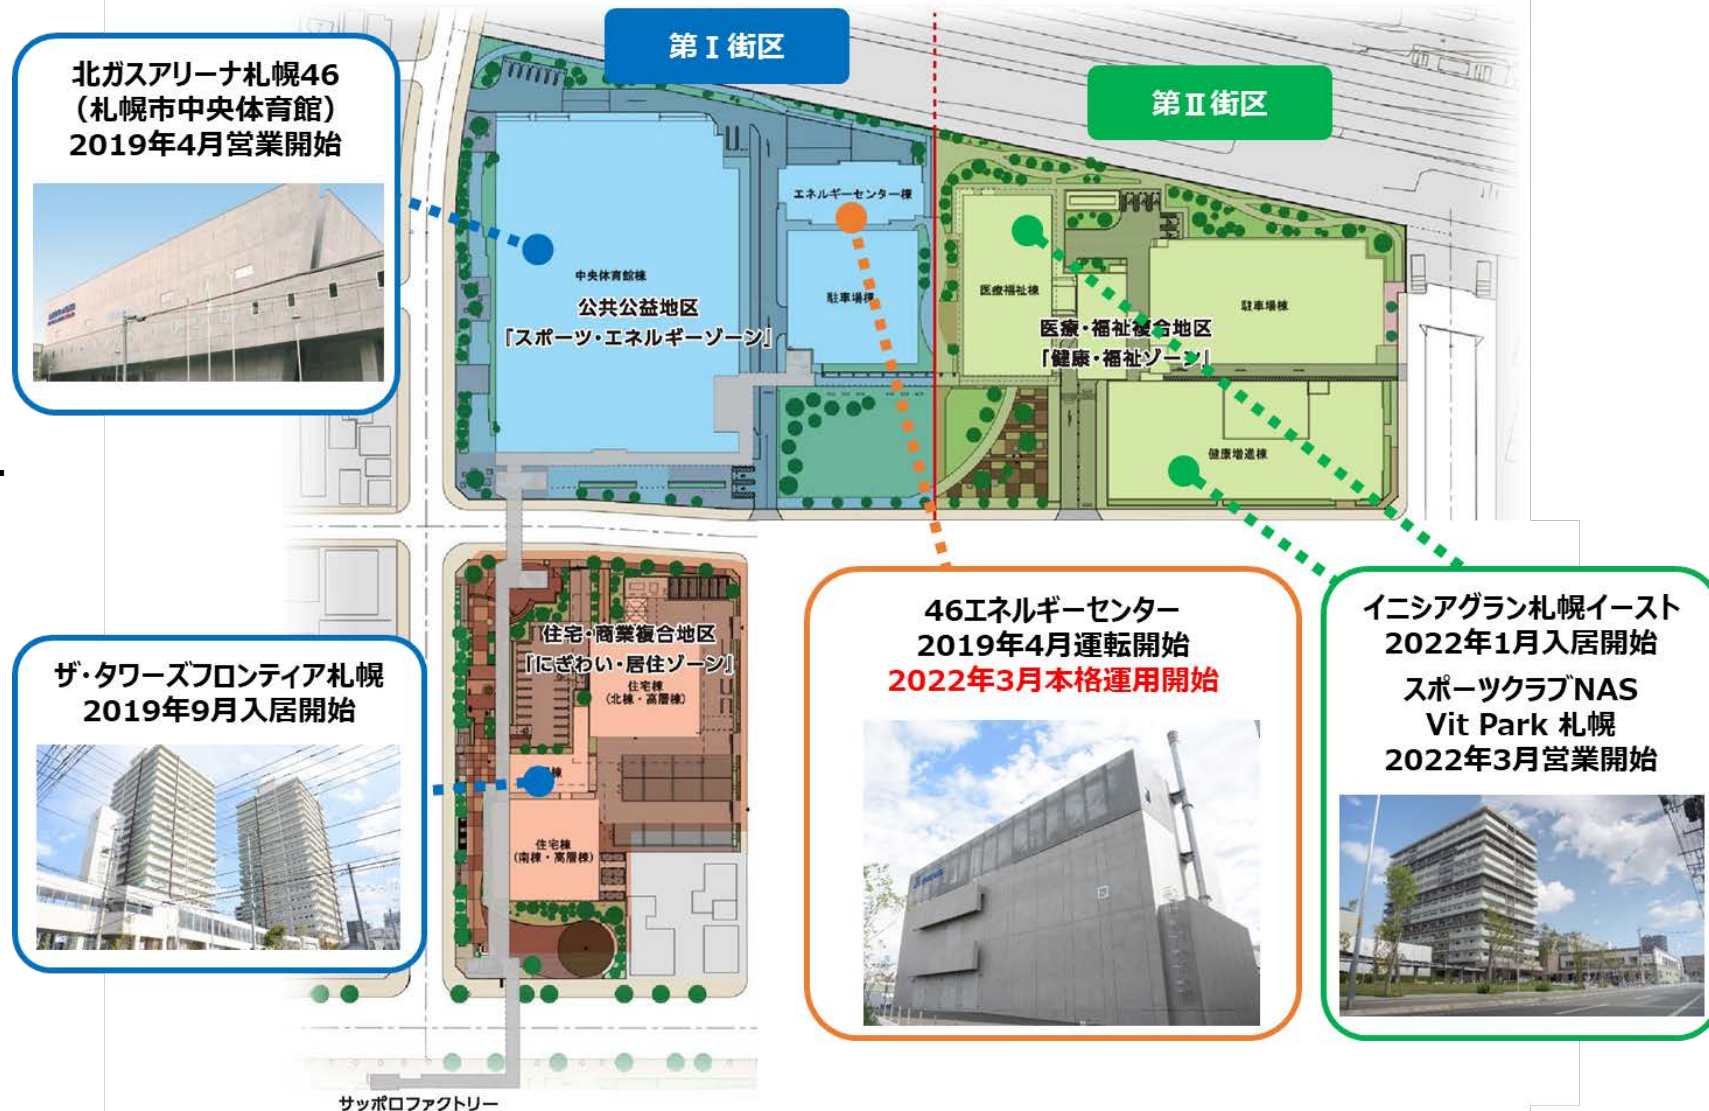 第Ⅰ街区
第Ⅱ街区
北ガスアリーナ札幌46
(札幌市中央体育館)
2019年4月営業開始
エネルギーセンター棟
中央体育館棟
公共公益地区
『スポーツ・エネルギーゾーン』
駐車場棟
医療福祉棟
医療・福祉複合地区
『健康・福祉ゾーン』
駐車場棟
健康増進棟
住宅・商業複合地区
『にぎわい・居住ゾーン』
住宅棟
(北棟・高層棟)
棟
住宅棟
(南棟・高層棟)
ザ・タワーズフロンティア札幌
2019年9月入居開始
46エネルギーセンター
2019年4月運転開始
2022年3月本格運用開始
イニシアグラン札幌イースト
2022年1月入居開始
スポーツクラブNAS
Vit Park 札幌
2022年3月営業開始
サッポロファクトリー